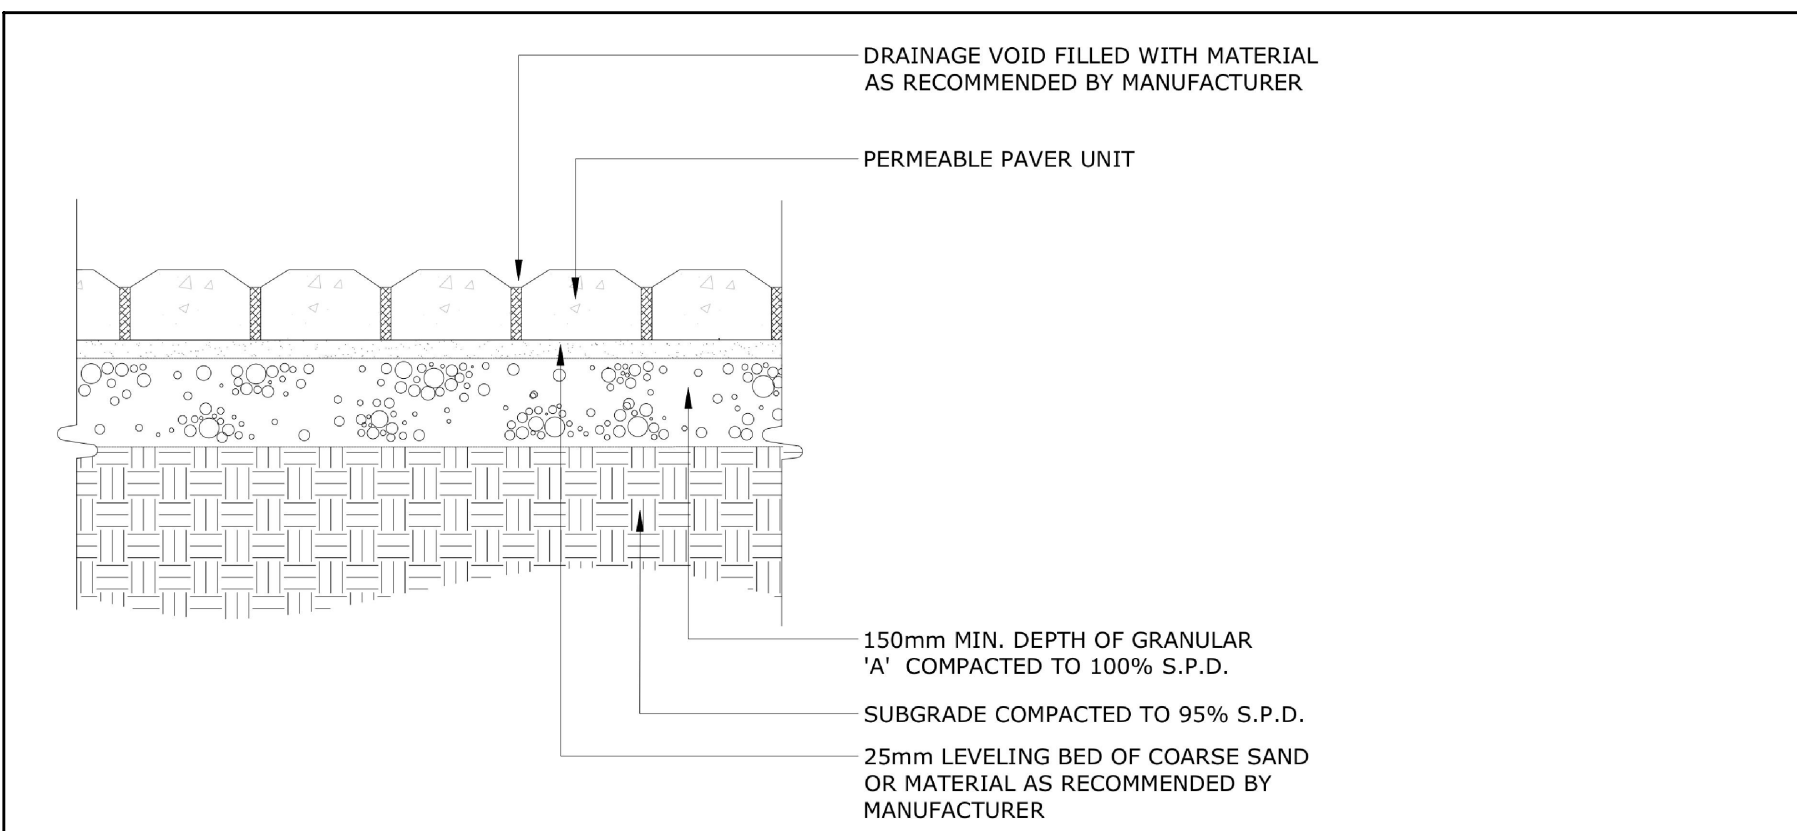 DRAINAGE VOID FILLED WITH MATERIAL
AS RECOMMENDED BY MANUFACTURER
PERMEABLE PAVER UNIT
150mm MIN. DEPTH OF GRANULAR
'A' COMPACTED TO 100% S.P.D.
SUBGRADE COMPACTED TO 95% S.P.D.
25mm LEVELING BED OF COARSE SAND
OR MATERIAL AS RECOMMENDED BY
MANUFACTURER